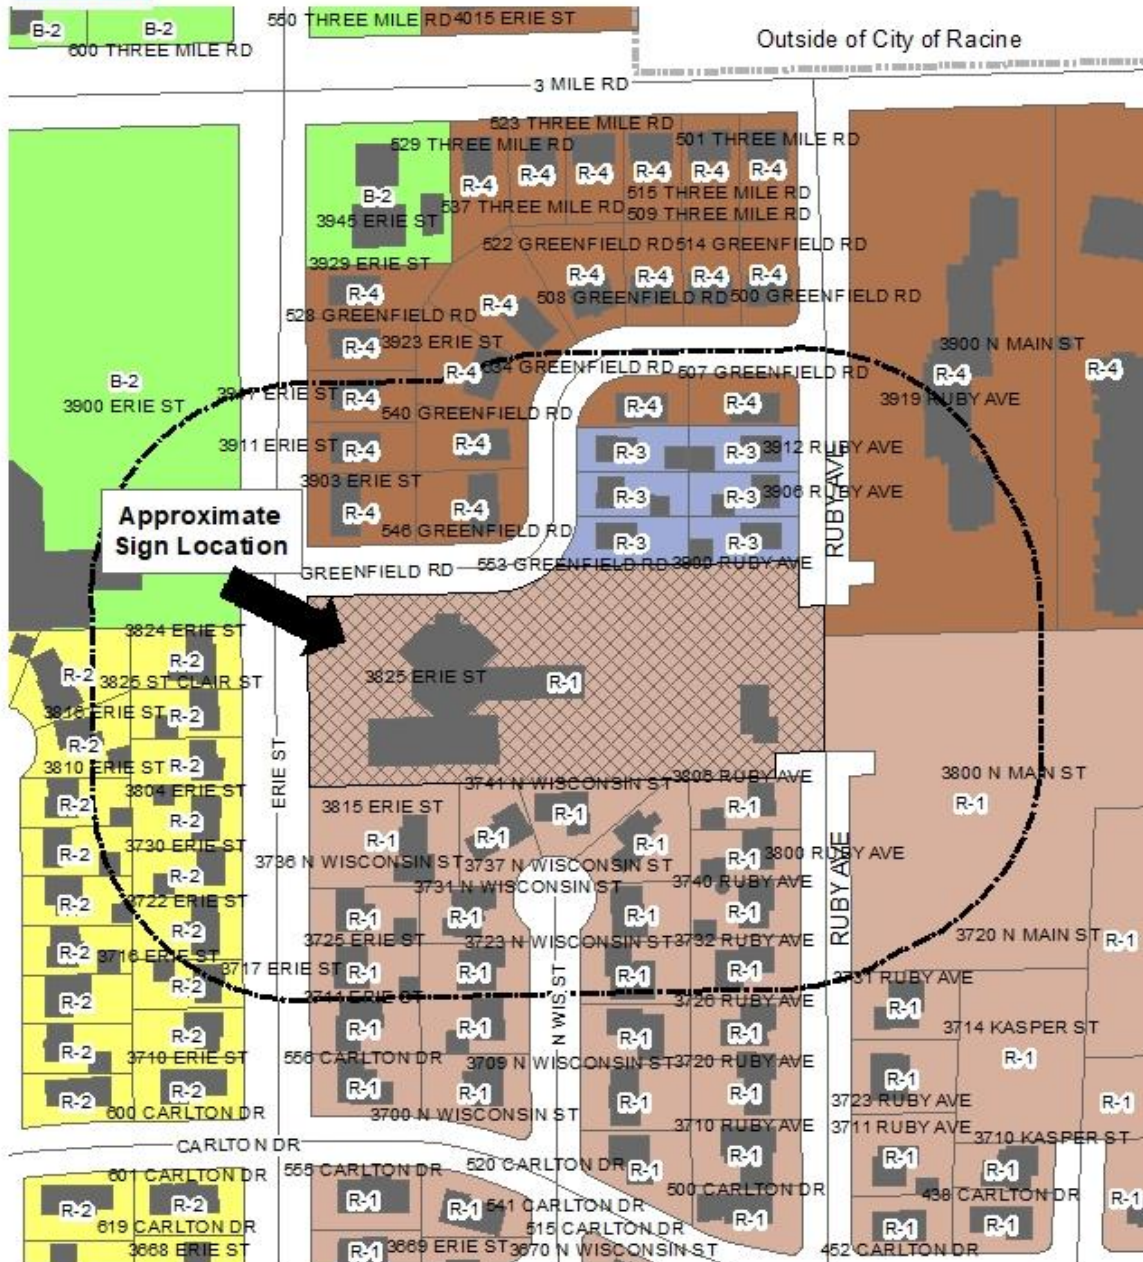 550 THREE MILE RD
4015 ERIE ST
B-2
B-2
600 THREE MILE RD
Outside of City of Racine
3 MILE RD
523 THREE MILE RD
529 THREE MILE RD
501 THREE MILE RD
R-4
R-4
R-4
R-4
R-4
R-4
B-2
515 THREE MILE RD
537 THREE MILE RD
509 THREE MILE RD
3945 ERIE ST
522 GREENFIELD RD
514 GREENFIELD RD
3929 ERIE ST
R-4
R-4
R-4
R-4
R-4
R-4
508 GREENFIELD RD
500 GREENFIELD RD
528 GREENFIELD RD
3923 ERIE ST
R-4
3900 N MAIN ST
R-4
534 GREENFIELD RD
507 GREENFIELD RD
R-4
R-4
B-2
3900 ERIE ST
ERIE ST
R-4
R-4
R-4
3919 RUBY AVE
540 GREENFIELD RD
3911 ERIE ST
R-4
R-4
R-3
R-3
3912 RUBY AVE
3903 ERIE ST
R-3
R-3
3906 RUBY AVE
RUBY AVE
Approximate
Sign Location
R-4
R-4
546 GREENFIELD RD
R-3
R-3
GREENFIELD RD
553 GREENFIELD RD
3900 RUBY AVE
3824 ERIE ST
R-2
R-2
3825 ST CLAIR ST
3825 ERIE ST
R-1
3816 ERIE ST
R-2
R-2
3810 ERIE ST
R-2
ERIE ST
3804 ERIE ST
3741 N WISCONSIN ST
3806 RUBY AVE
3800 N MAIN ST
R-2
R-2
3815 ERIE ST
R-1
R-1
R-1
R-1
R-1
R-1
3730 ERIE ST
R-2
R-2
3736 N WISCONSIN ST
3737 N WISCONSIN ST
R-1
3800 RUBY AVE
3731 N WISCONSIN ST
3740 RUBY AVE
RUBY AVE
3722 ERIE ST
R-2
R-2
R-1
R-1
R-1
R-1
3725 ERIE ST
3723 N WISCONSIN ST
3732 RUBY AVE
3720 N MAIN ST
R-1
3716 ERIE ST
R-2
3717 ERIE ST
R-1
R-1
R-1
R-1
R-2
R-2
3711 ERIE ST
3726 RUBY AVE
3731 RUBY AVE
R-1
N WIS ST
R-1
R-1
R-1
R-1
3714 KASPER ST
R-2
R-2
3710 ERIE ST
556 CARLTON DR
3709 N WISCONSIN ST
3720 RUBY AVE
R-1
R-2
R-2
R-1
R-1
R-1
R-1
R-1
3723 RUBY AVE
R-1
600 CARLTON DR
3700 N WISCONSIN ST
3710 RUBY AVE
3711 RUBY AVE
3710 KASPER ST
CARLTON DR
R-1
R-1
R-1
R-1
601 CARLTON DR
555 CARLTON DR
520 CARLTON DR
500 CARLTON DR
438 CARLTON DR
R-2
R-2
R-1
R-1
541 CARLTON DR
R-1
R-1
R-1
R-1
619 CARLTON DR
515 CARLTON DR
3668 ERIE ST
R-1
3669 ERIE ST
3670 N WISCONSIN ST
452 CARLTON DR